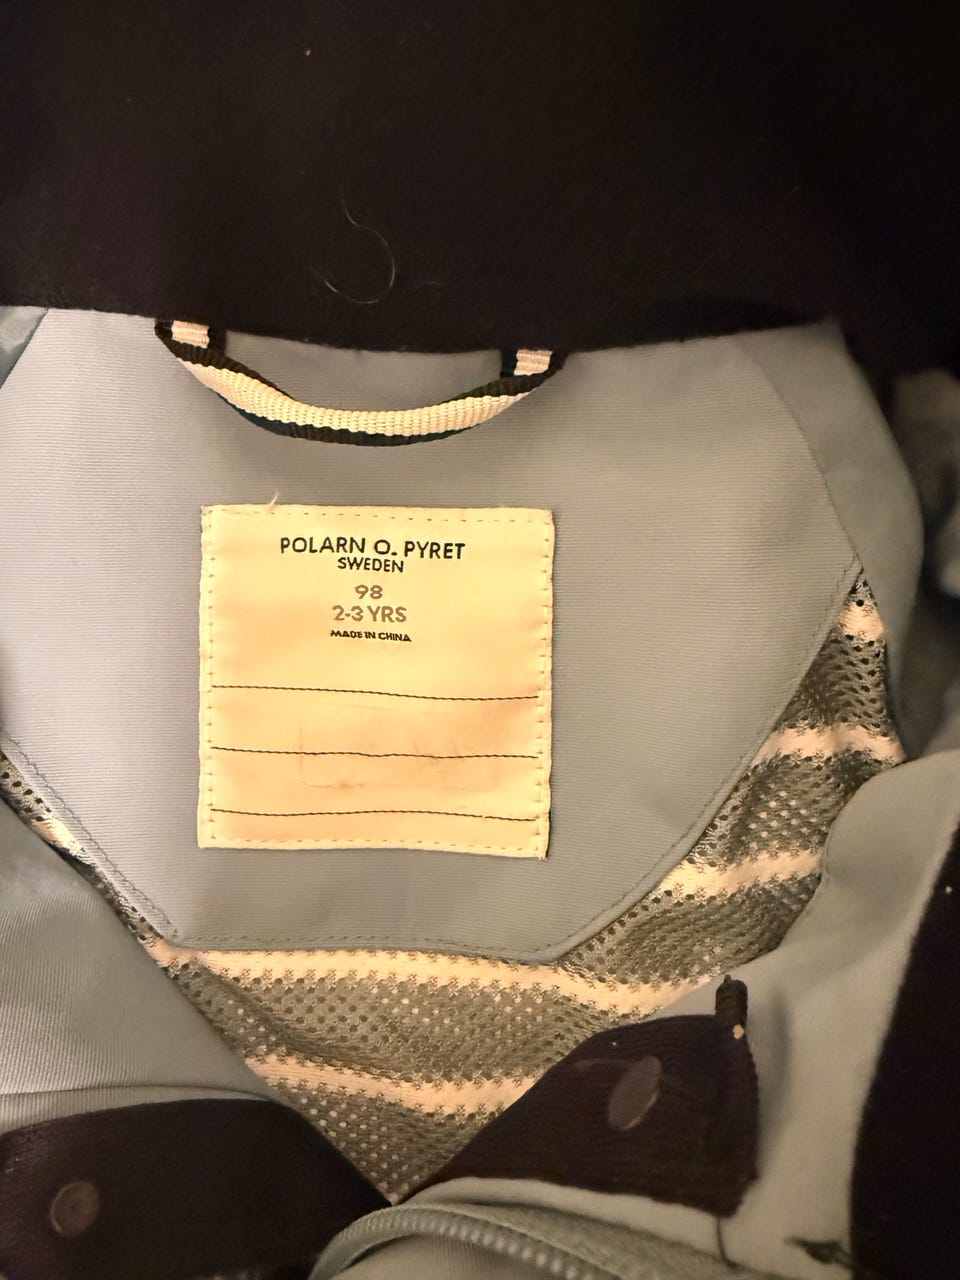 POLARN O. PYRET
SWEDEN
98
2-3 YRS
MADE IN CHINA